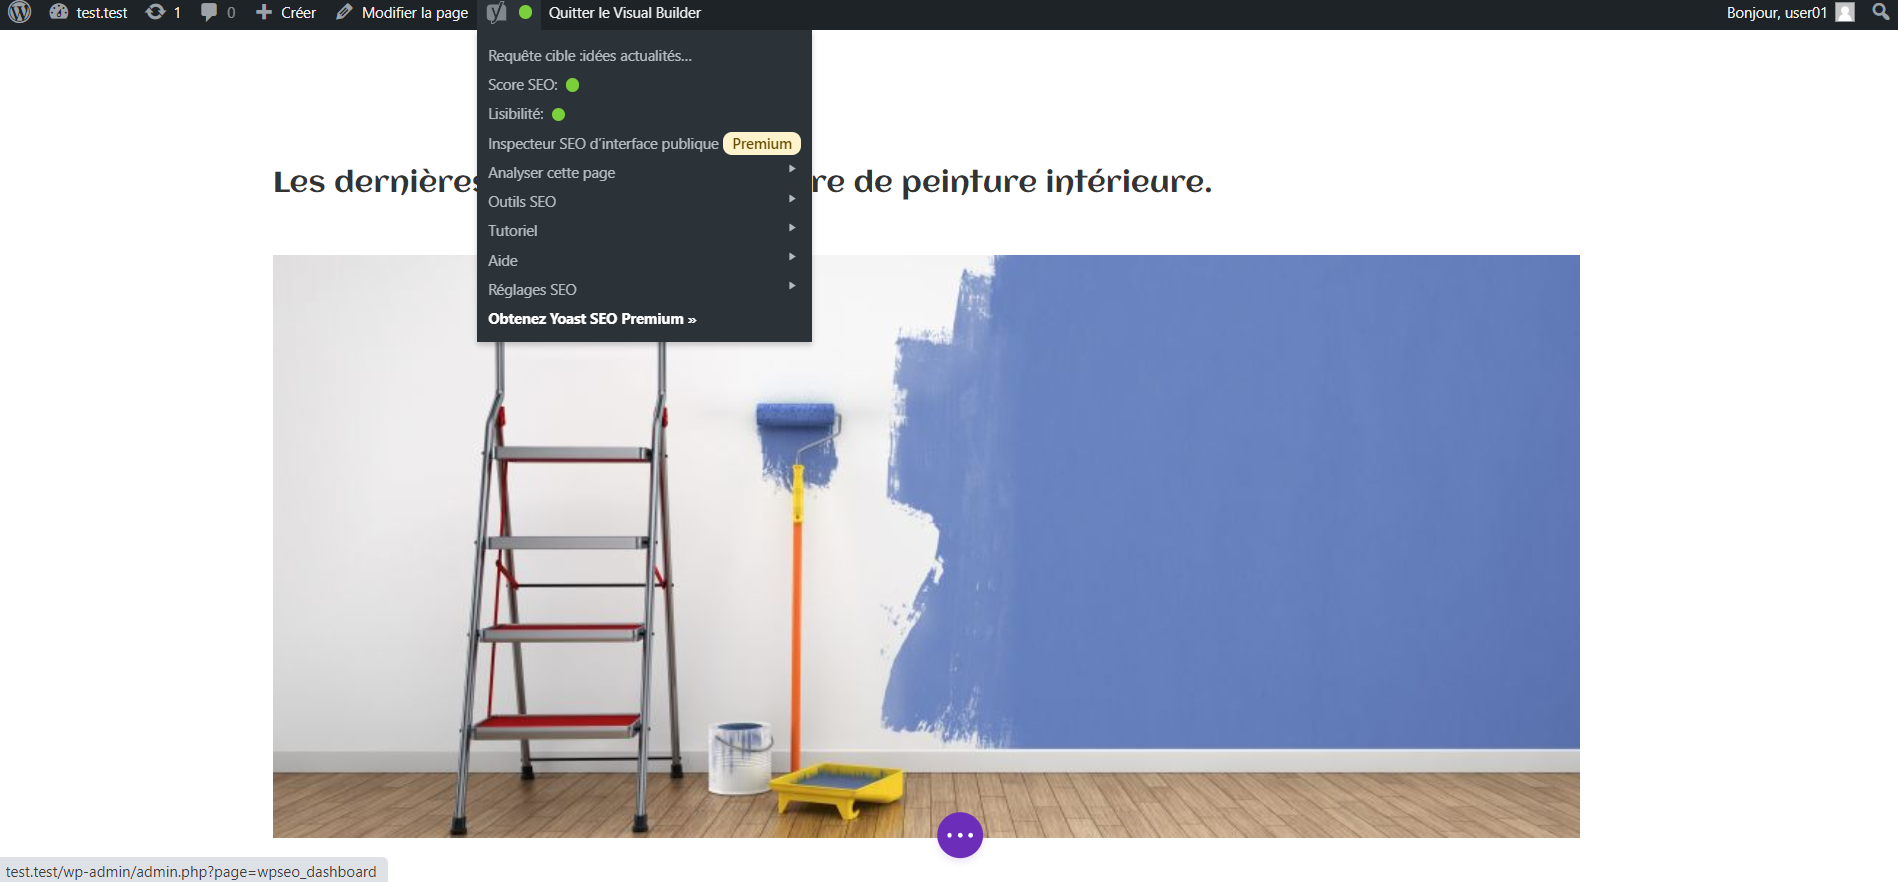 test.test 1 0 Créer Modifier la page Quitter le Visual Builder Bonjour, user01
Requête cible :idées actualités...
Score SEO:
Lisibilité:
Inspecteur SEO d'interface publique Premium
Analyser cette page
Outils SEO
Tutoriel
Aide
Réglages SEO
Obtenez Yoast SEO Premium »
Les dernières re de peinture intérieure.
test.test/wp-admin/admin.php?page=wpseo_dashboard